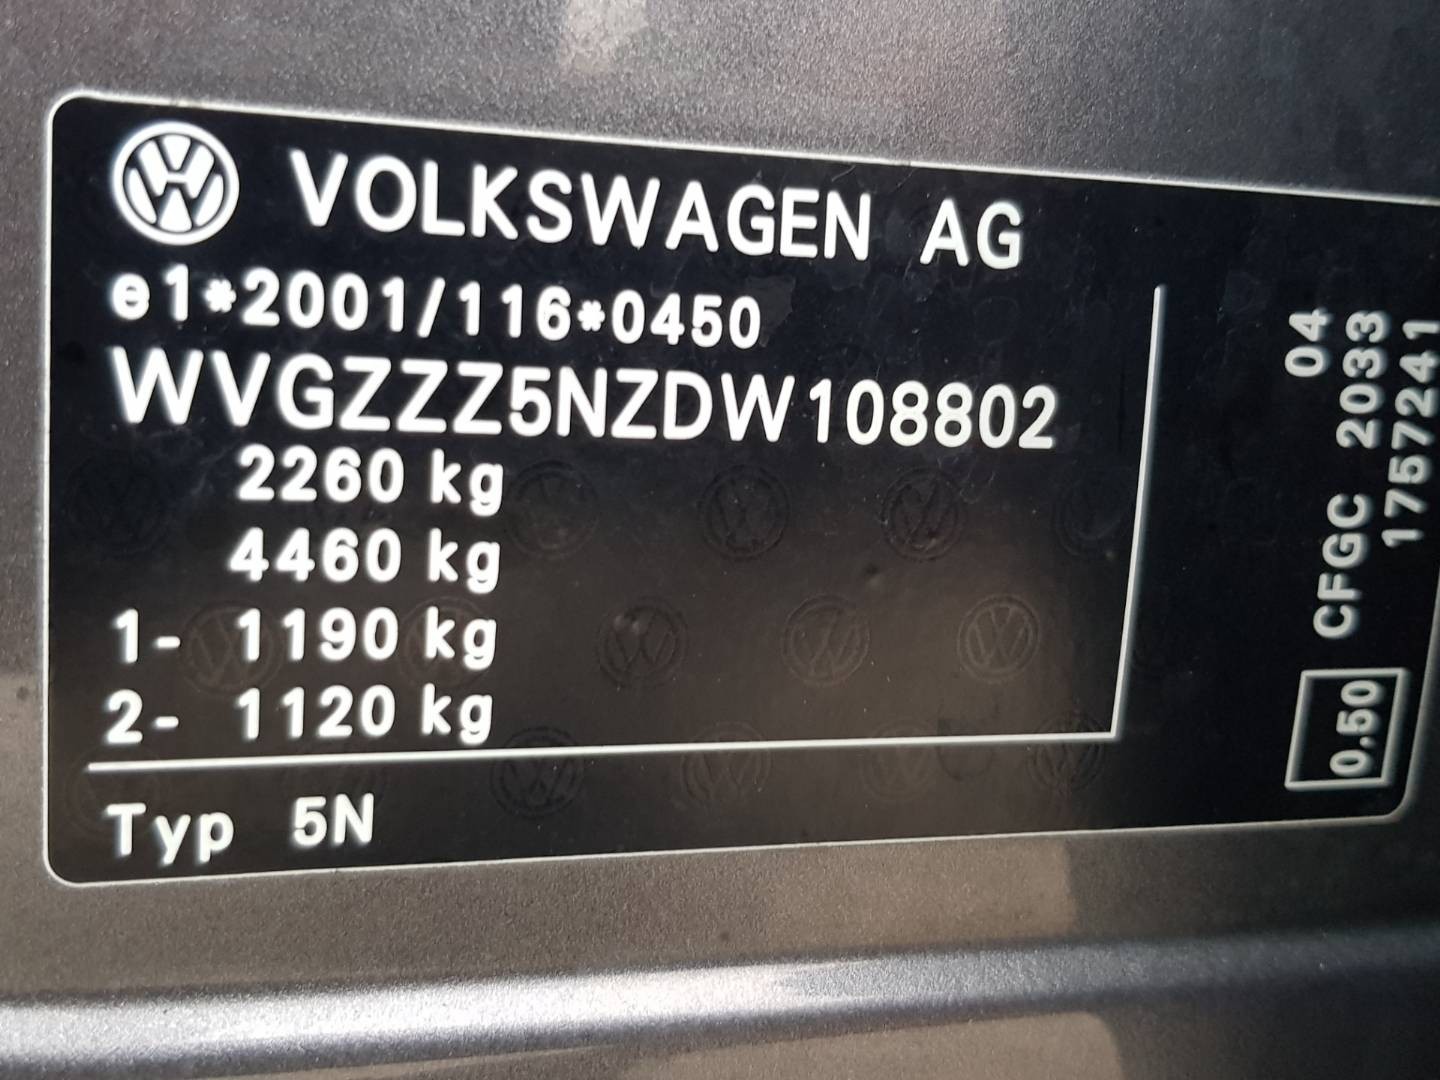 VOLKSWAGEN AG
e1*2001/116*0450
WVGZZZ5NZDW108802
2260 kg
4460 kg
1- 1190 kg
2- 1120 kg
Typ 5N
04
CFGC 2033
1757241
0.50